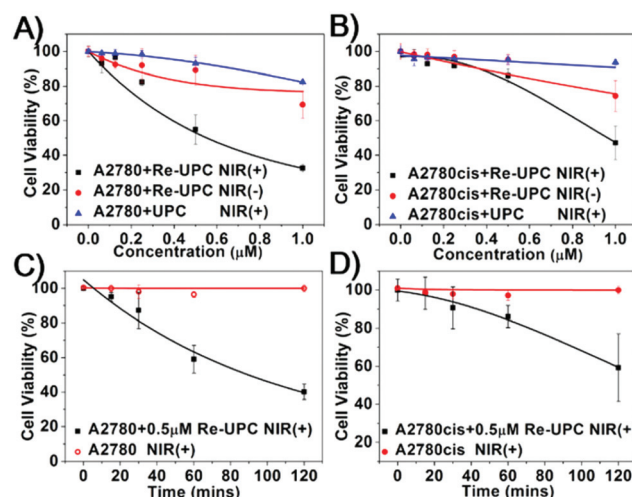 A)
Cell Viability (%)
100
80
60
40
20
0
A2780+Re-UPC NIR(+)
A2780+Re-UPC NIR(-)
A2780+UPC NIR(+)
0.0 0.2 0.4 0.6 0.8 1.0
Concentration (µM)
B)
Cell Viability (%)
100
80
60
40
20
0
A2780cis+Re-UPC NIR(+)
A2780cis+Re-UPC NIR(-)
A2780cis+UPC NIR(+)
0.0 0.2 0.4 0.6 0.8 1.0
Concentration (µM)
C)
Cell Viability (%)
100
80
60
40
20
A2780+0.5µM Re-UPC NIR(+)
A2780 NIR(+)
0 20 40 60 80 100 120
Time (mins)
D)
Cell Viability (%)
100
80
60
40
20
A2780cis+0.5µM Re-UPC NIR(+
A2780cis NIR(+)
0 20 40 60 80 100 120
Time (mins)